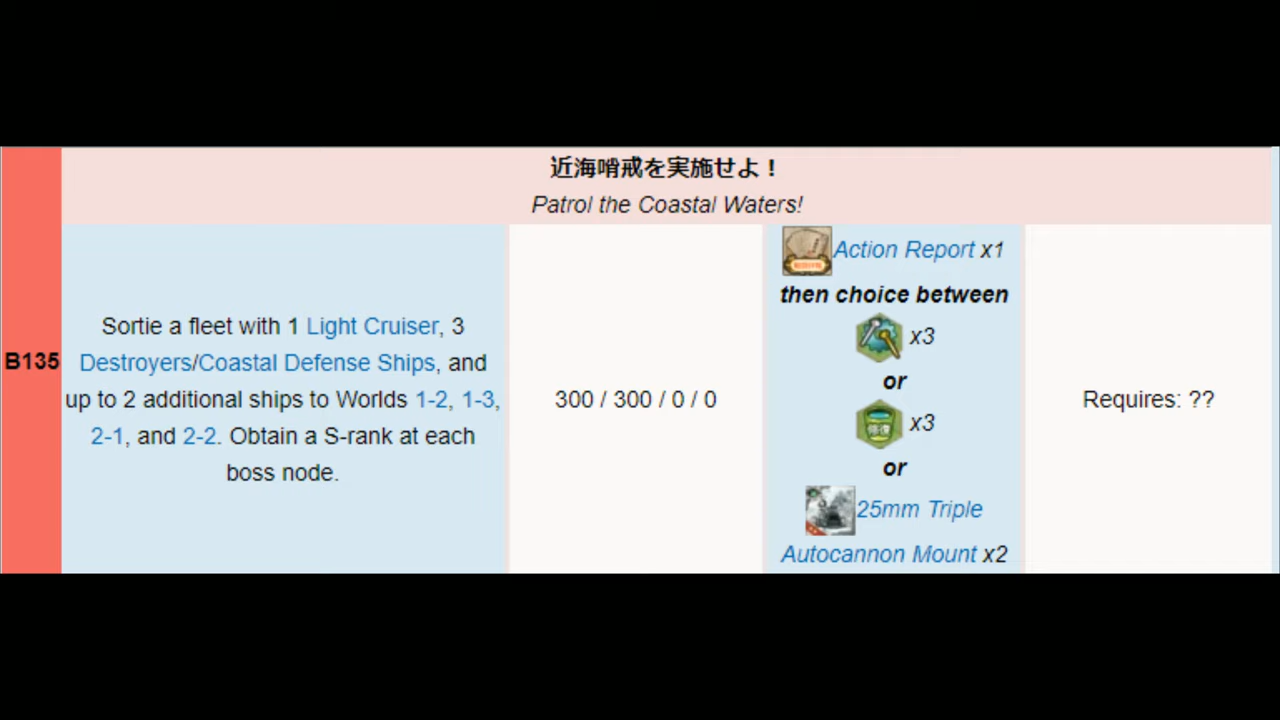 近海哨戒を実施せよ！
Patrol the Coastal Waters!
B135
Sortie a fleet with 1 Light Cruiser, 3
Destroyers/Coastal Defense Ships, and
up to 2 additional ships to Worlds 1-2, 1-3,
2-1, and 2-2. Obtain a S-rank at each
boss node.
300 / 300 / 0 / 0
Action Report x1
then choice between
x3
or
修復
x3
or
25mm Triple
Autocannon Mount x2
Requires: ??